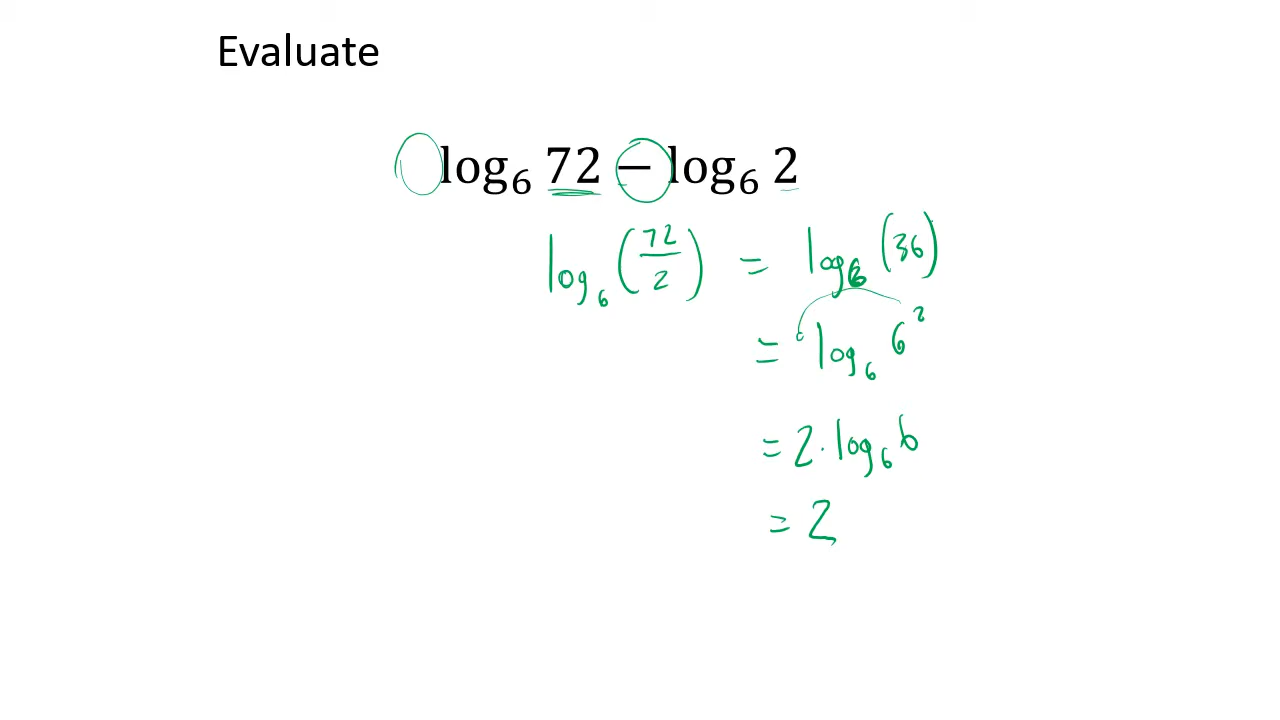 Evaluate
log₆ 72 − log₆ 2
log₆ (72/2) = log₆ (36)
= log₆ 6²
= 2 · log₆ 6
= 2